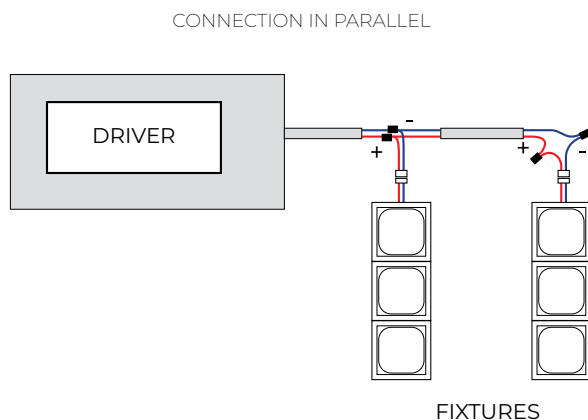 CONNECTION IN PARALLEL
DRIVER
-
+
+
-
FIXTURES